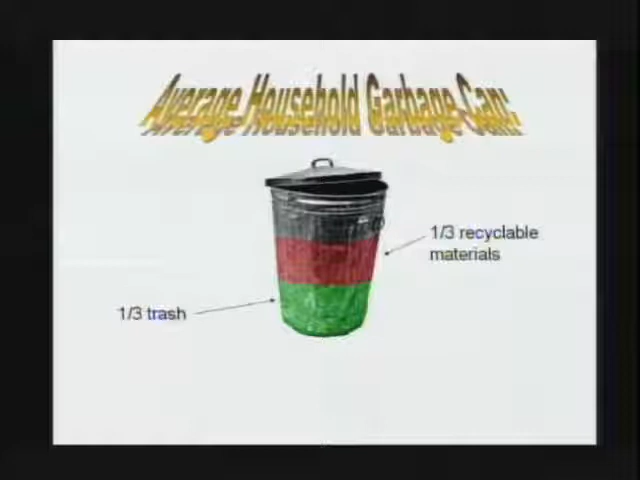 Average Household Garbage Can:
1/3 recyclable
materials
1/3 trash